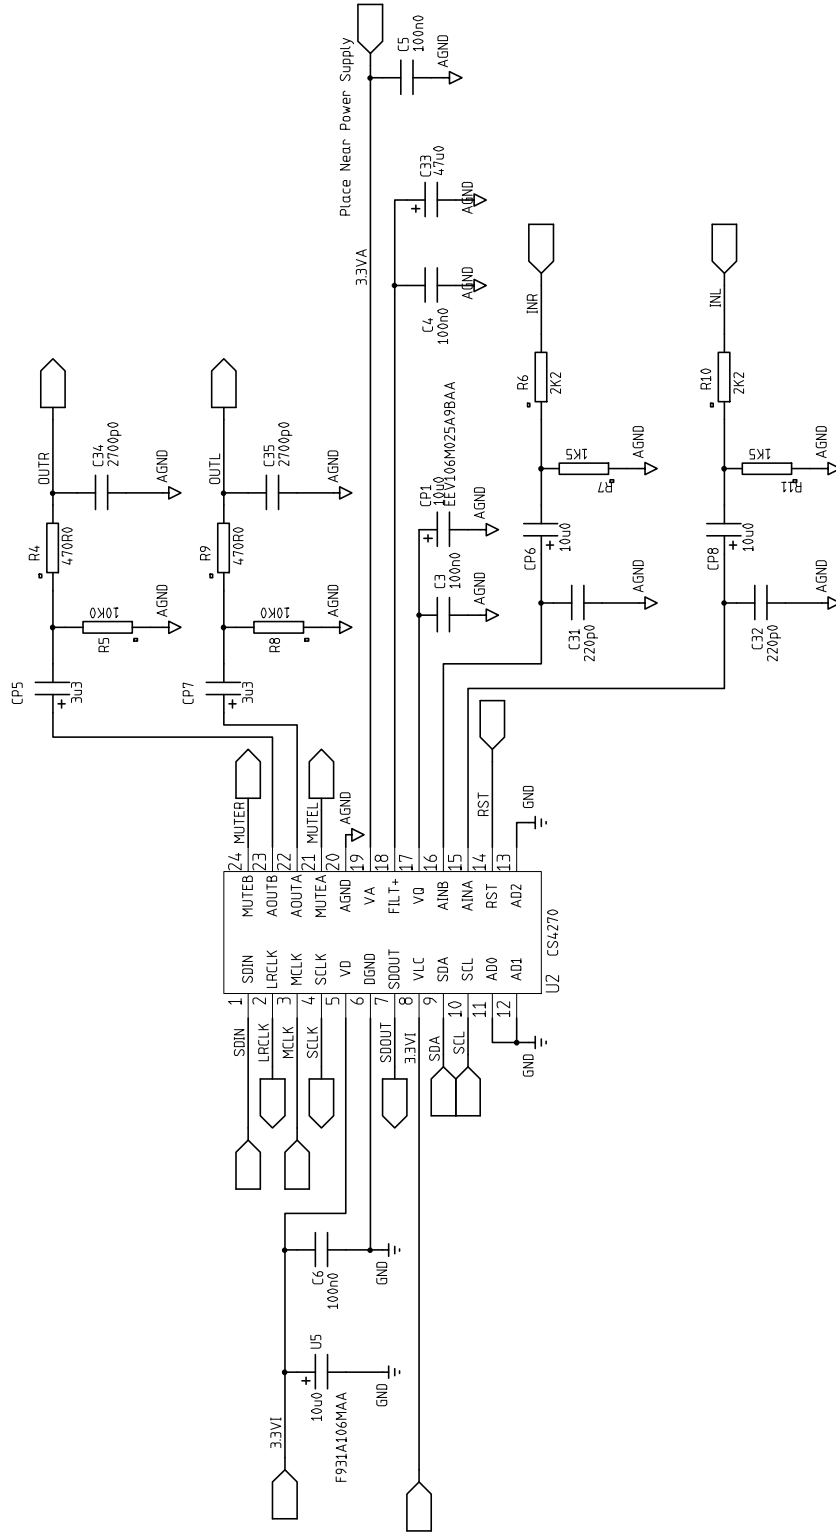 Place Near Power Supply
C5
100n0
AGND
3.3VA
C33
47u0
AGND
C4
100n0
AGND
INR
INL
R6
2K2
R10
2K2
OUTR
C34
2700p0
AGND
OUTL
C35
2700p0
AGND
R4
470R0
R9
470R0
R5
10K0
AGND
R8
10K0
AGND
CP5
3u3
CP7
3u3
CP1
10u0
EEV106M025A9BAA
AGND
C3
100n0
AGND
R7
1K5
AGND
R11
1K5
AGND
CP6
10u0
CP8
10u0
C31
220p0
AGND
C32
220p0
AGND
MUTER
MUTEL
AGND
RST
GND
24
23
22
21
20
19
18
17
16
15
14
13
MUTEB
AOUTB
AOUTA
MUTEA
AGND
VA
FILT+
VQ
AINB
AINA
RST
AD2
SDIN
LRCLK
MCLK
SCLK
VD
DGND
SDOUT
VLC
SDA
SCL
AD0
AD1
U2
CS4270
1
2
3
4
5
6
7
8
9
10
11
12
SDIN
LRCLK
MCLK
SCLK
SDOUT
3.3VI
SDA
SCL
GND
C6
100n0
GND
U5
10u0
F931A106MAA
GND
3.3VI